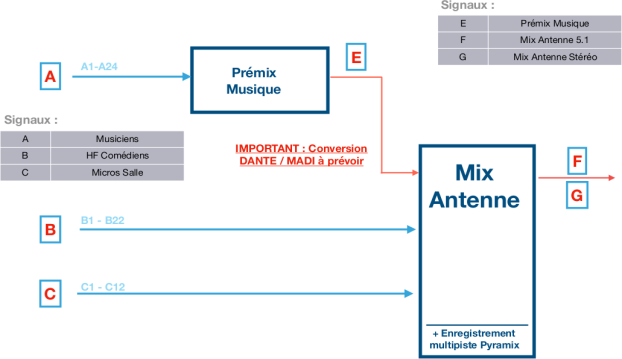 Signaux :
E Prémix Musique
F Mix Antenne 5.1
G Mix Antenne Stéréo
A
A1-A24
Prémix
Musique
E
Signaux :
A Musiciens
B HF Comédiens
C Micros Salle
IMPORTANT : Conversion
DANTE / MADI à prévoir
Mix
Antenne
F
G
B
B1 - B22
C
C1 - C12
+ Enregistrement
multipiste Pyramix